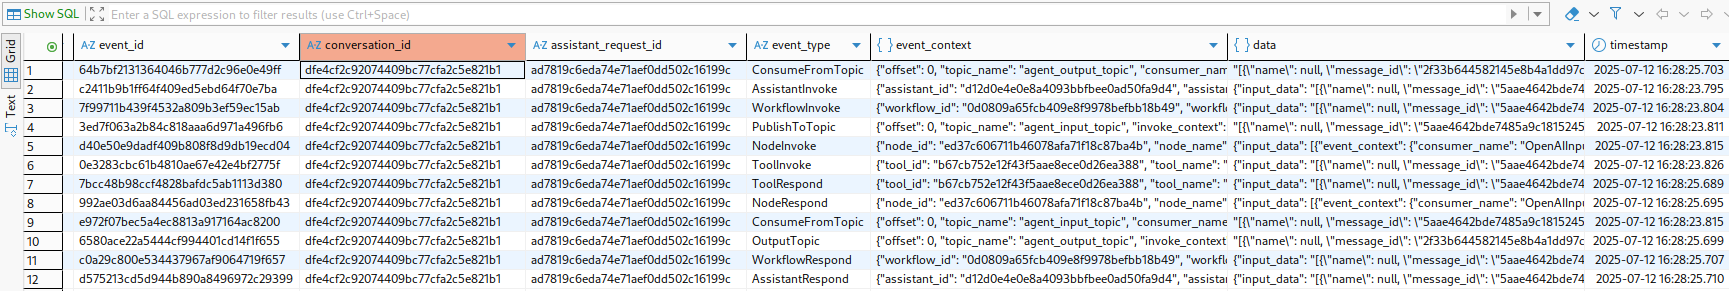 Show SQL Enter a SQL expression to filter results (use Ctrl+Space)
Grid
Text
A-Z event_id A-Z conversation_id A-Z assistant_request_id A-Z event_type {} event_context {} data timestamp
1 64b7bf2131364046b777d2c96e0e49ff dfe4cf2c92074409bc77cfa2c5e821b1 ad7819c6eda74e71aef0dd502c16199c ConsumeFromTopic {"offset": 0, "topic_name": "agent_output_topic", "consumer_nam "[{\"name\": null, \"message_id\": \"2f33b644582145e8b4a1dd97c 2025-07-12 16:28:25.703
2 c2411b9b1ff64f409ed5ebd64f70e7ba dfe4cf2c92074409bc77cfa2c5e821b1 ad7819c6eda74e71aef0dd502c16199c AssistantInvoke {"assistant_id": "d12d0e4e0e8a4093bbfbee0ad50fa9d4", "assistan {"input_data": "[{\"name\": null, \"message_id\": \"5aae4642bde74 2025-07-12 16:28:23.795
3 7f99711b439f4532a809b3ef59ec15ab dfe4cf2c92074409bc77cfa2c5e821b1 ad7819c6eda74e71aef0dd502c16199c WorkflowInvoke {"workflow_id": "0d0809a65fcb409e8f9978befbb18b49", "workfl {"input_data": "[{\"name\": null, \"message_id\": \"5aae4642bde74 2025-07-12 16:28:23.804
4 3ed7f063a2b84c818aaa6d971a496fb6 dfe4cf2c92074409bc77cfa2c5e821b1 ad7819c6eda74e71aef0dd502c16199c PublishToTopic {"offset": 0, "topic_name": "agent_input_topic", "invoke_context": "[{\"name\": null, \"message_id\": \"5aae4642bde7485a9c1815245 2025-07-12 16:28:23.811
5 d40e50e9dadf409b808f8d9db19ecd04 dfe4cf2c92074409bc77cfa2c5e821b1 ad7819c6eda74e71aef0dd502c16199c NodeInvoke {"node_id": "ed37c606711b46078afa71f18c87ba4b", "node_name" {"input_data": [{"event_context": {"consumer_name": "OpenAIInpu 2025-07-12 16:28:23.815
6 0e3283cbc61b4810ae67e42e4bf2775f dfe4cf2c92074409bc77cfa2c5e821b1 ad7819c6eda74e71aef0dd502c16199c ToolInvoke {"tool_id": "b67cb752e12f43f5aae8ece0d26ea388", "tool_name": " {"input_data": "[{\"name\": null, \"message_id\": \"5aae4642bde74 2025-07-12 16:28:23.826
7 7bcc48b98ccf4828bafdc5ab1113d380 dfe4cf2c92074409bc77cfa2c5e821b1 ad7819c6eda74e71aef0dd502c16199c ToolRespond {"tool_id": "b67cb752e12f43f5aae8ece0d26ea388", "tool_name": " {"input_data": "[{\"name\": null, \"message_id\": \"5aae4642bde74 2025-07-12 16:28:25.689
8 992ae03d6aa84456ad03ed231658fb43 dfe4cf2c92074409bc77cfa2c5e821b1 ad7819c6eda74e71aef0dd502c16199c NodeRespond {"node_id": "ed37c606711b46078afa71f18c87ba4b", "node_name" {"input_data": [{"event_context": {"consumer_name": "OpenAIInpu 2025-07-12 16:28:25.695
9 e972f07bec5a4ec8813a917164ac8200 dfe4cf2c92074409bc77cfa2c5e821b1 ad7819c6eda74e71aef0dd502c16199c ConsumeFromTopic {"offset": 0, "topic_name": "agent_input_topic", "consumer_name "[{\"name\": null, \"message_id\": \"5aae4642bde7485a9c1815245 2025-07-12 16:28:23.815
10 6580ace22a5444cf994401cd14f1f655 dfe4cf2c92074409bc77cfa2c5e821b1 ad7819c6eda74e71aef0dd502c16199c OutputTopic {"offset": 0, "topic_name": "agent_output_topic", "invoke_context "[{\"name\": null, \"message_id\": \"2f33b644582145e8b4a1dd97c 2025-07-12 16:28:25.699
11 c0a29c800e534437967af9064719f657 dfe4cf2c92074409bc77cfa2c5e821b1 ad7819c6eda74e71aef0dd502c16199c WorkflowRespond {"workflow_id": "0d0809a65fcb409e8f9978befbb18b49", "workfl {"input_data": "[{\"name\": null, \"message_id\": \"5aae4642bde74 2025-07-12 16:28:25.707
12 d575213cd5d944b890a8496972c29399 dfe4cf2c92074409bc77cfa2c5e821b1 ad7819c6eda74e71aef0dd502c16199c AssistantRespond {"assistant_id": "d12d0e4e0e8a4093bbfbee0ad50fa9d4", "assistan {"input_data": "[{\"name\": null, \"message_id\": \"5aae4642bde74 2025-07-12 16:28:25.710